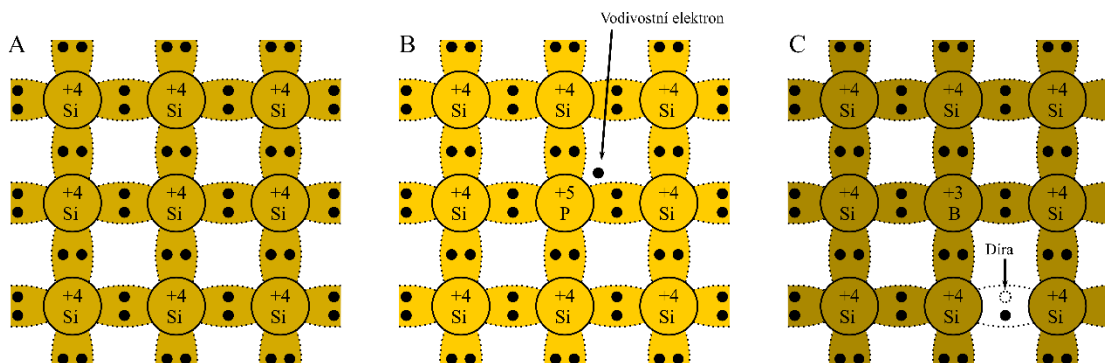 Vodivostní elektron
A
B
C
+4 +4 +4
Si Si Si
+4 +4 +4
Si Si Si
+4 +4 +4
Si Si Si
+4 +4 +4
Si Si Si
+4 +5 +4
Si P Si
+4 +4 +4
Si Si Si
+4 +4 +4
Si Si Si
+4 +3 +4
Si B Si
Díra
+4 +4 +4
Si Si Si